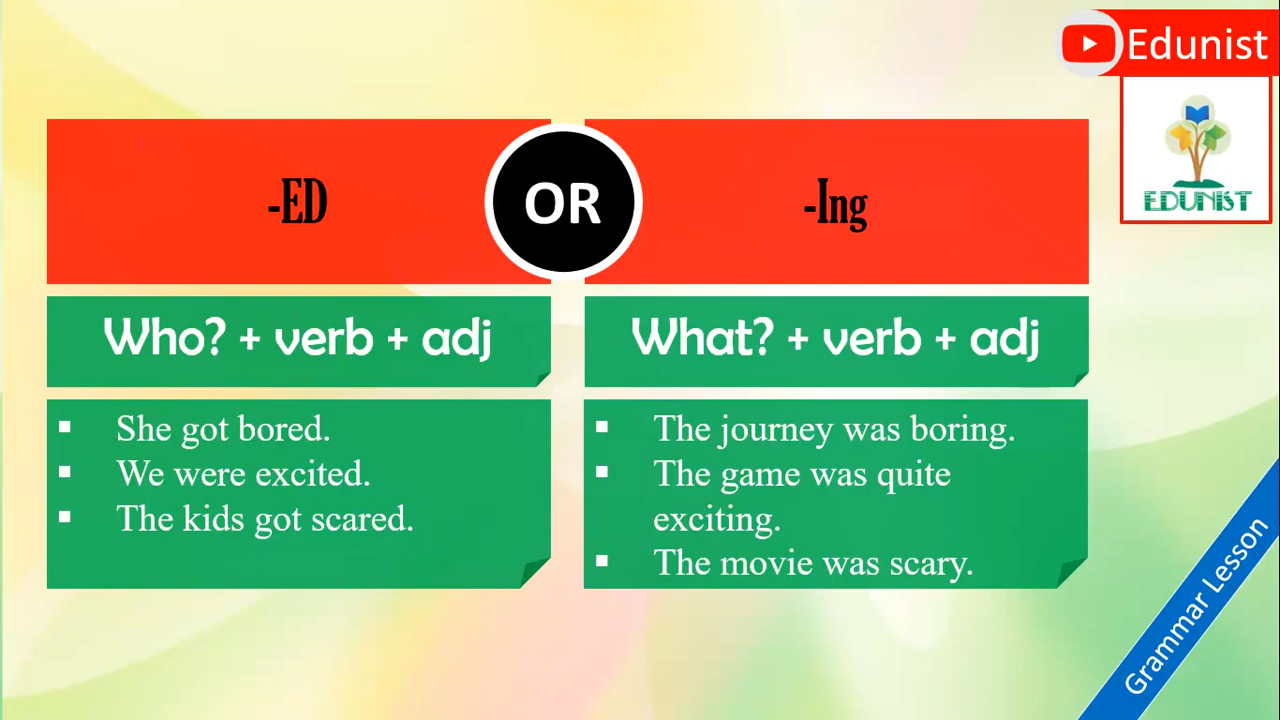 Edunist
EDUNIST
-ED
OR
-Ing
Who? + verb + adj
What? + verb + adj
▪ She got bored.
▪ We were excited.
▪ The kids got scared.
▪ The journey was boring.
▪ The game was quite
exciting.
▪ The movie was scary.
Grammar Lesson